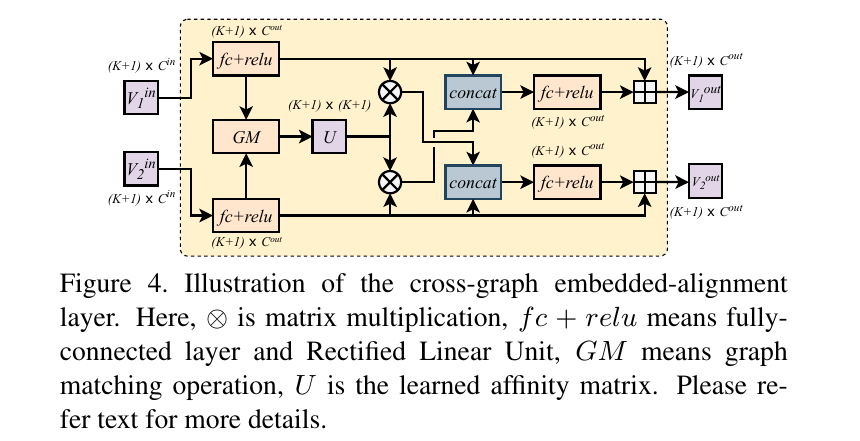 (K+1) x C^out
(K+1) x C^in
fc+relu
(K+1) x C^out
V_1^in
(K+1) x (K+1)
concat
fc+relu
V_1^out
(K+1) x C^out
GM
U
(K+1) x C^out
V_2^in
concat
fc+relu
V_2^out
(K+1) x C^in
fc+relu
(K+1) x C^out
(K+1) x C^out
Figure 4. Illustration of the cross-graph embedded-alignment
layer. Here, ⊗ is matrix multiplication, fc + relu means fully-
connected layer and Rectified Linear Unit, GM means graph
matching operation, U is the learned affinity matrix. Please re-
fer text for more details.